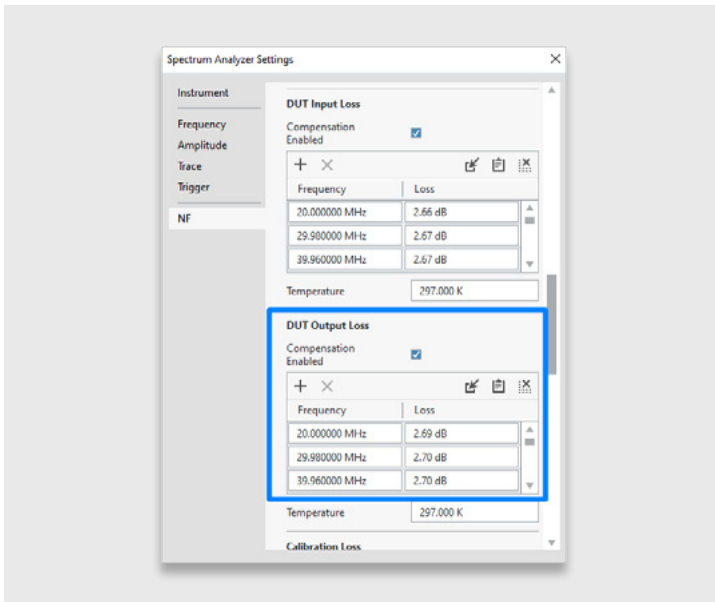 Spectrum Analyzer Settings
Instrument
Frequency
Amplitude
Trace
Trigger
NF
DUT Input Loss
Compensation
Enabled
Frequency Loss
20.000000 MHz 2.66 dB
29.980000 MHz 2.67 dB
39.960000 MHz 2.67 dB
Temperature 297.000 K
DUT Output Loss
Compensation
Enabled
Frequency Loss
20.000000 MHz 2.69 dB
29.980000 MHz 2.70 dB
39.960000 MHz 2.70 dB
Temperature 297.000 K
Calibration Loss